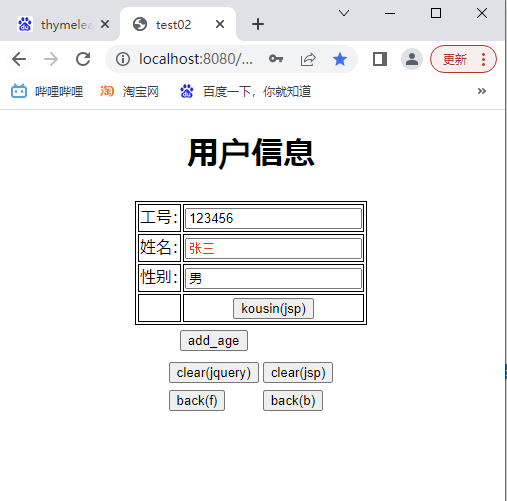 thymele
test02
localhost:8080/...
更新
哔哩哔哩 淘宝网 百度一下，你就知道
用户信息
工号: 123456
姓名: 张三
性别: 男
kousin(jsp)
add_age
clear(jquery) clear(jsp)
back(f) back(b)